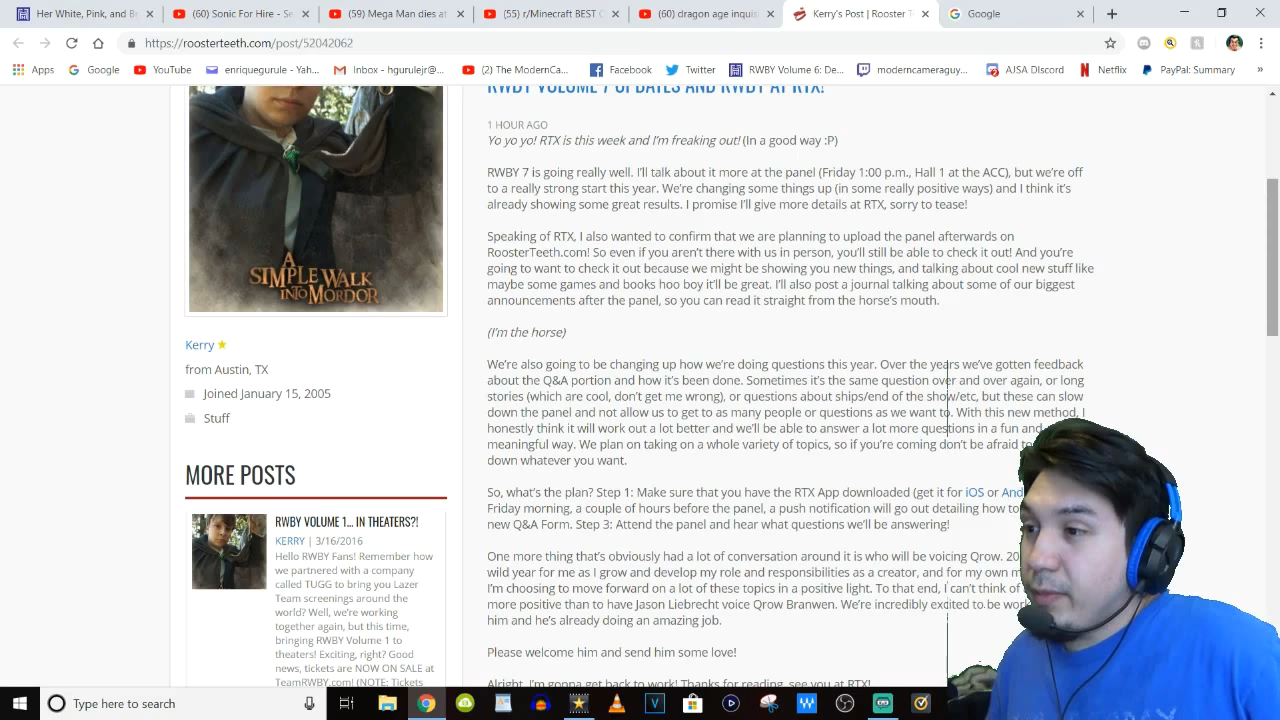 Her White, Pink, and B
(60) Sonic For Hire - Se
(59) Mega Man dies at
(55) r/Minecraft BEST C
(60) dragon age inquis
Kerry's Post | Rooster T
Google
https://roosterteeth.com/post/52042062
Apps
Google
YouTube
enriquegurule - Yah...
Inbox - hgurulejr@...
(2) The ModernCa...
Facebook
Twitter
RWBY Volume 6: De...
moderncameraguy...
AJSA DIscord
Netflix
PayPal: Summary
»
RWBY VOLUME 7 UPDATES AND RWBY AT RTX!
1 HOUR AGO
Yo yo yo! RTX is this week and I'm freaking out! (In a good way :P)
RWBY 7 is going really well. I'll talk about it more at the panel (Friday 1:00 p.m., Hall 1 at the ACC), but we're off
to a really strong start this year. We're changing some things up (in some really positive ways) and I think it's
already showing some great results. I promise I'll give more details at RTX, sorry to tease!
Speaking of RTX, I also wanted to confirm that we are planning to upload the panel afterwards on
RoosterTeeth.com! So even if you aren't there with us in person, you'll still be able to check it out! And you're
going to want to check it out because we might be showing you new things, and talking about cool new stuff like
maybe some games and books hoo boy it'll be great. I'll also post a journal talking about some of our biggest
announcements after the panel, so you can read it straight from the horse's mouth.
(I'm the horse)
We're also going to be changing up how we're doing questions this year. Over the years we've gotten feedback
about the Q&A portion and how it's been done. Sometimes it's the same question over and over again, or long
stories (which are cool, don't get me wrong), or questions about ships/end of the show/etc, but these can slow
down the panel and not allow us to get to as many people or questions as we want to. With this new method, I
honestly think it will work out a lot better and we'll be able to answer a lot more questions in a fun and
meaningful way. We plan on taking on a whole variety of topics, so if you're coming don't be afraid to
down whatever you want.
So, what's the plan? Step 1: Make sure that you have the RTX App downloaded (get it for iOS or And
Friday morning, a couple of hours before the panel, a push notification will go out detailing how to
new Q&A Form. Step 3: Attend the panel and hear what questions we'll be answering!
One more thing that's obviously had a lot of conversation around it is who will be voicing Qrow. 20
wild year for me as I grow and develop my role and responsibilities as a creator, and for my own m
I'm choosing to move forward on a lot of these topics in a positive light. To that end, I can't think of
more positive than to have Jason Liebrecht voice Qrow Branwen. We're incredibly excited to be work
him and he's already doing an amazing job.
Please welcome him and send him some love!
Alright, I'm gonna get back to work! Thanks for reading, see you at RTX!
A
SIMPLE WALK
INTO MORDOR
Kerry
from Austin, TX
Joined January 15, 2005
Stuff
MORE POSTS
RWBY VOLUME 1... IN THEATERS?!
KERRY | 3/16/2016
Hello RWBY Fans! Remember how
we partnered with a company
called TUGG to bring you Lazer
Team screenings around the
world? Well, we're working
together again, but this time,
bringing RWBY Volume 1 to
theaters! Exciting, right? Good
news, tickets are NOW ON SALE at
TeamRWBY.com! (NOTE: Tickets
Type here to search